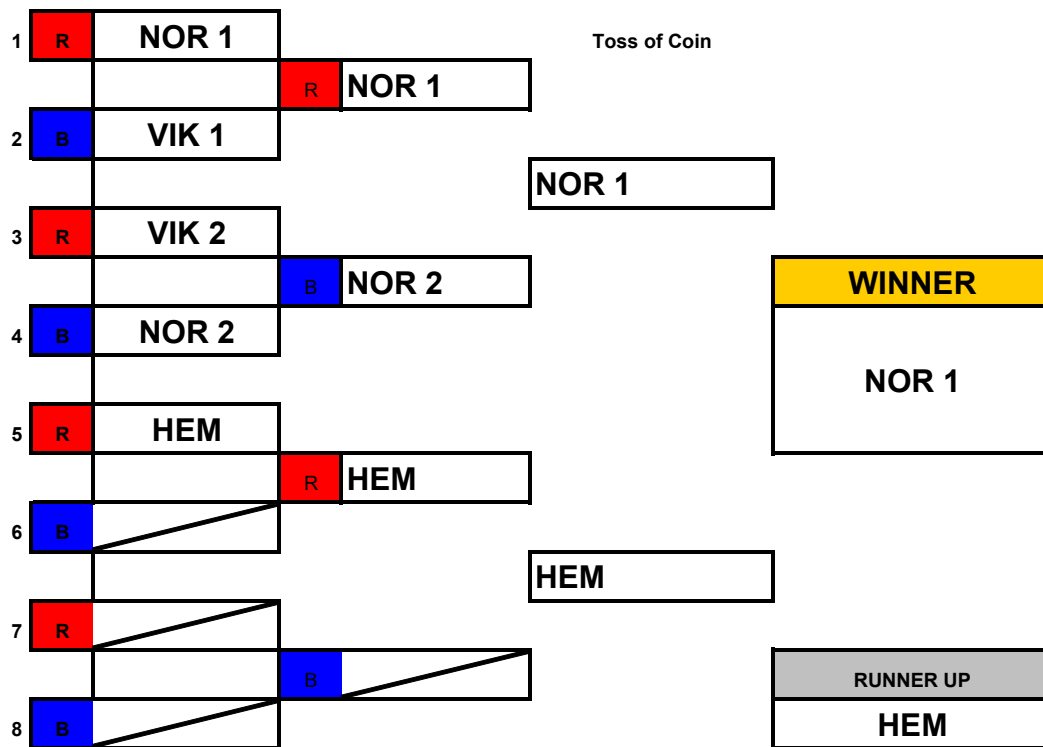 1 R NOR 1 Toss of Coin
R NOR 1
2 B VIK 1
NOR 1
3 R VIK 2
B NOR 2 WINNER
4 B NOR 2
NOR 1
5 R HEM
R HEM
6 B
HEM
7 R
B RUNNER UP
8 B HEM